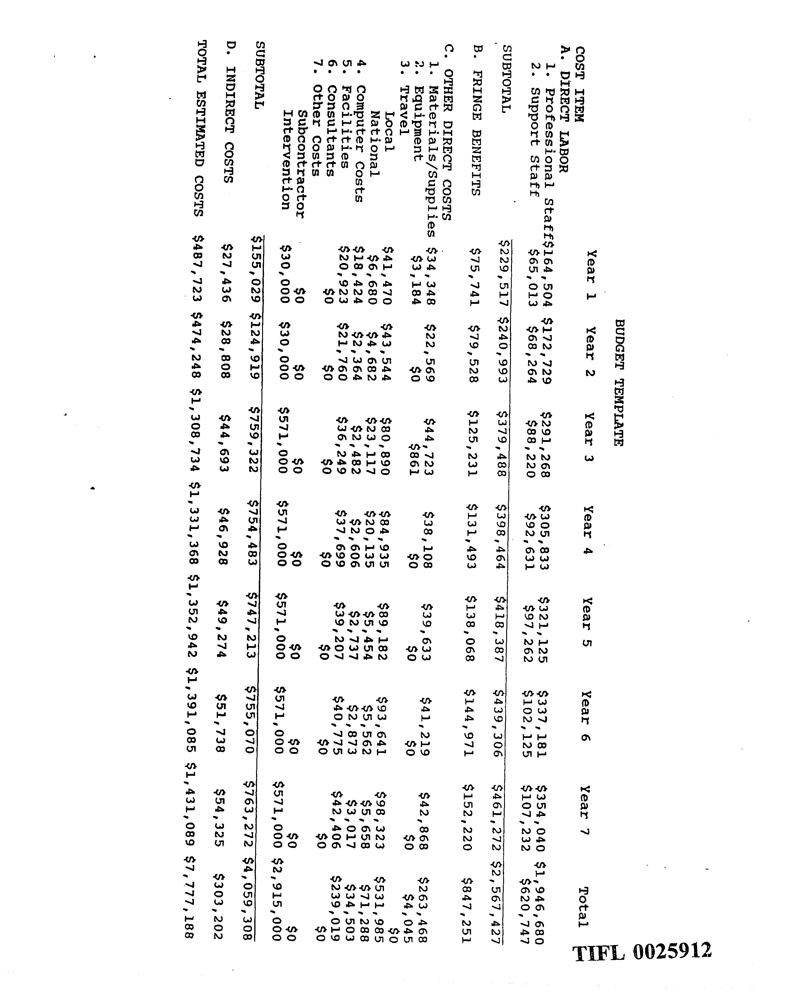 BUDGET TEMPLATE
COST ITEM Year 1 Year 2 Year 3 Year 4 Year 5 Year 6 Year 7 Total
A. DIRECT LABOR
1. Professional Staff$164,504 $172,729 $291,268 $305,833 $321,125 $337,181 $354,040 $1,946,680
2. Support Staff $65,013 $68,264 $88,220 $92,631 $97,262 $102,125 $107,232 $620,747
SUBTOTAL $229,517 $240,993 $379,488 $398,464 $418,387 $439,306 $461,272 $2,567,427
B. FRINGE BENEFITS $75,741 $79,528 $125,231 $131,493 $138,068 $144,971 $152,220 $847,251
C. OTHER DIRECT COSTS
1. Materials/Supplies $34,348 $22,569 $44,723 $38,108 $39,633 $41,219 $42,868 $263,468
2. Equipment $3,184 $0 $861 $0 $0 $0 $0 $4,045
3. Travel $0
Local $41,470 $43,544 $80,890 $84,935 $89,182 $93,641 $98,323 $531,985
National $6,680 $4,682 $23,117 $20,135 $5,454 $5,562 $5,658 $71,288
4. Computer Costs $18,424 $2,364 $2,482 $2,606 $2,737 $2,873 $3,017 $34,503
5. Facilities $20,923 $21,760 $36,249 $37,699 $39,207 $40,775 $42,406 $239,019
6. Consultants $0 $0 $0 $0 $0 $0 $0 $0
7. Other Costs
Subcontractor $0 $0 $0 $0 $0 $0 $0 $0
Intervention $30,000 $30,000 $571,000 $571,000 $571,000 $571,000 $571,000 $2,915,000
SUBTOTAL $155,029 $124,919 $759,322 $754,483 $747,213 $755,070 $763,272 $4,059,308
D. INDIRECT COSTS $27,436 $28,808 $44,693 $46,928 $49,274 $51,738 $54,325 $303,202
TOTAL ESTIMATED COSTS $487,723 $474,248 $1,308,734 $1,331,368 $1,352,942 $1,391,085 $1,431,089 $7,777,188
TIFL 0025912